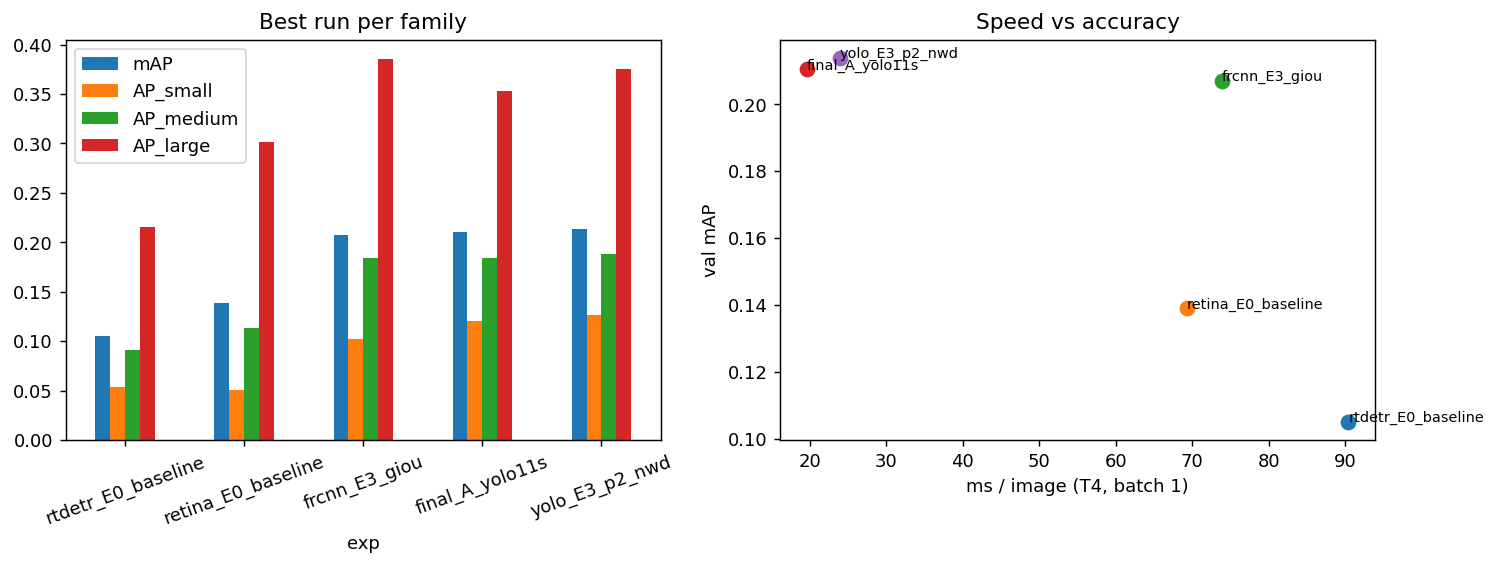 Best run per family
0.40
0.35
0.30
0.25
0.20
0.15
0.10
0.05
0.00
mAP
AP_small
AP_medium
AP_large
rtdetr_E0_baseline
retina_E0_baseline
frcnn_E3_giou
final_A_yolo11s
yolo_E3_p2_nwd
exp
Speed vs accuracy
val mAP
0.20
0.18
0.16
0.14
0.12
0.10
yolo_E3_p2_nwd
final_A_yolo11s
frcnn_E3_giou
retina_E0_baseline
rtdetr_E0_baseline
20 30 40 50 60 70 80 90
ms / image (T4, batch 1)